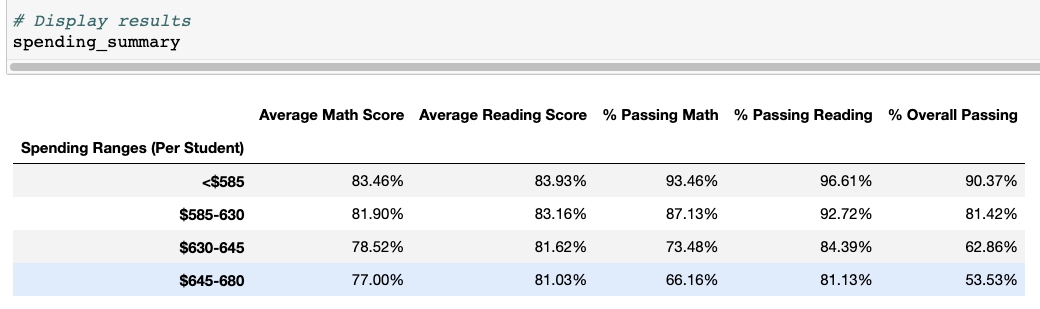 # Display results
spending_summary
Average Math Score Average Reading Score % Passing Math % Passing Reading % Overall Passing
Spending Ranges (Per Student)
<$585 83.46% 83.93% 93.46% 96.61% 90.37%
$585-630 81.90% 83.16% 87.13% 92.72% 81.42%
$630-645 78.52% 81.62% 73.48% 84.39% 62.86%
$645-680 77.00% 81.03% 66.16% 81.13% 53.53%